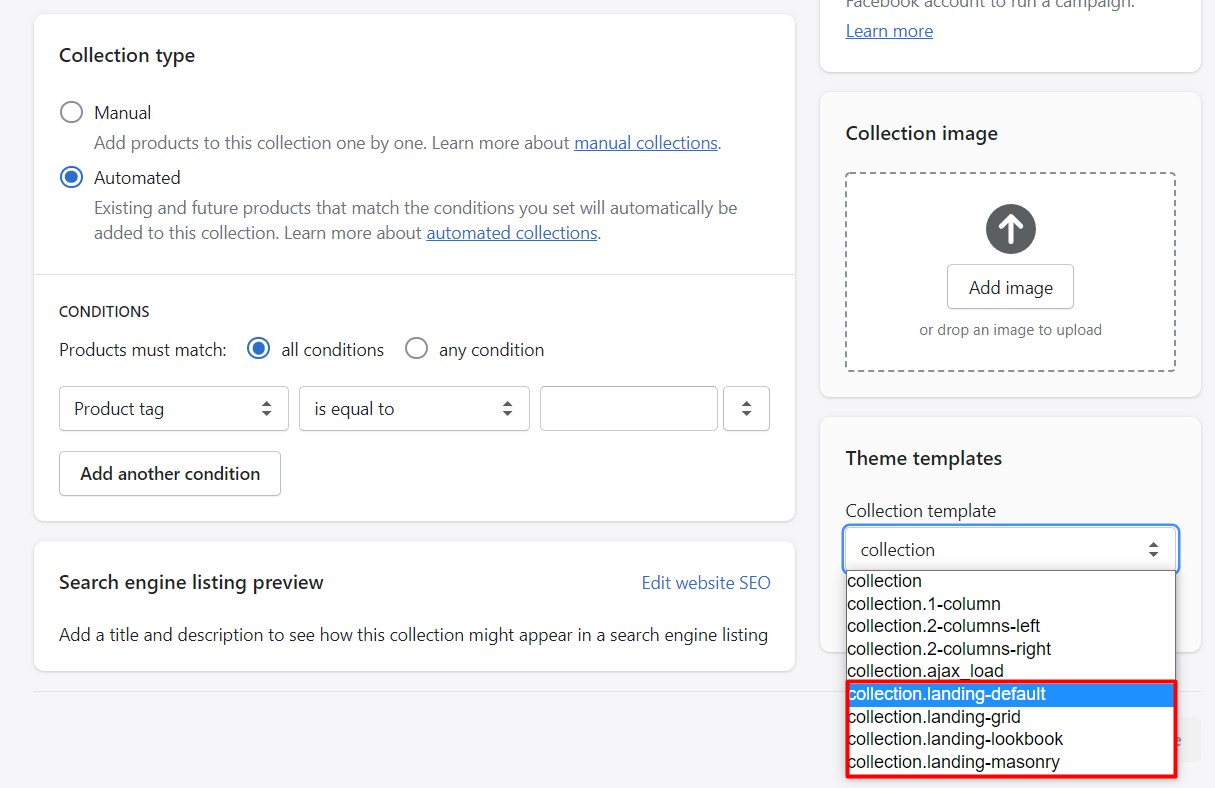 Collection type
Manual
Add products to this collection one by one. Learn more about manual collections.
Automated
Existing and future products that match the conditions you set will automatically be
added to this collection. Learn more about automated collections.
CONDITIONS
Products must match: all conditions any condition
Product tag is equal to
Add another condition
Search engine listing preview Edit website SEO
Add a title and description to see how this collection might appear in a search engine listing
Facebook account to run a campaign.
Learn more
Collection image
Add image
or drop an image to upload
Theme templates
Collection template
collection
collection
collection.1-column
collection.2-columns-left
collection.2-columns-right
collection.ajax_load
collection.landing-default
collection.landing-grid
collection.landing-lookbook
collection.landing-masonry